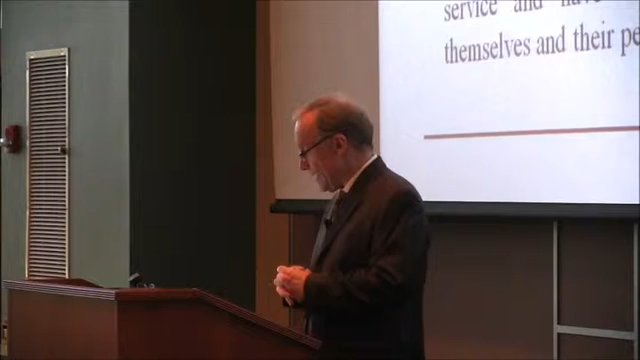 service and have
themselves and their pe